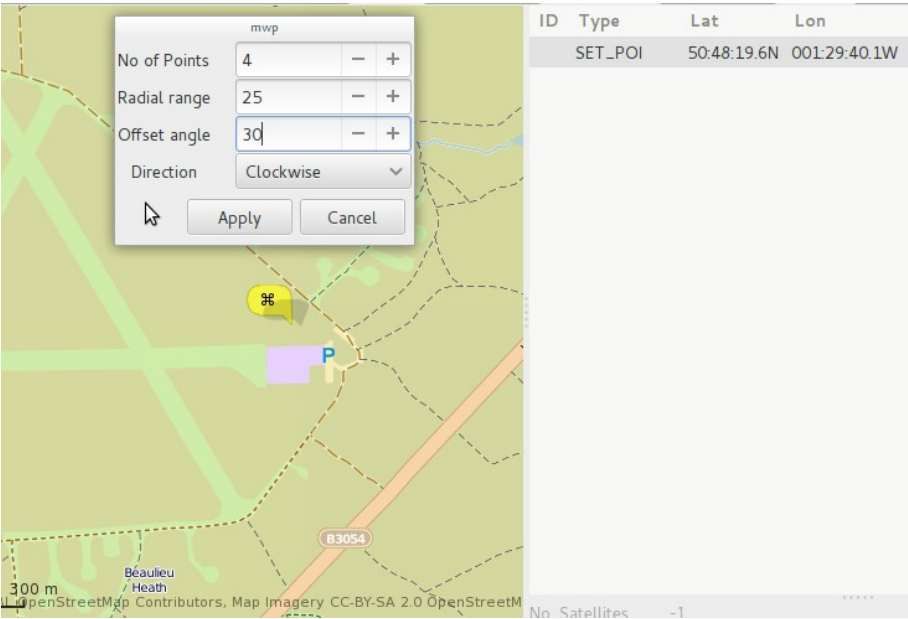 mwp
No of Points 4 − +
Radial range 25 − +
Offset angle 30 − +
Direction Clockwise
Apply Cancel
ID Type Lat Lon
SET_POI 50:48:19.6N 001:29:40.1W
⌘
P
B3054
Beaulieu
Heath
300 m
OpenStreetMap Contributors, Map Imagery CC-BY-SA 2.0 OpenStreetM
No. Satellites -1